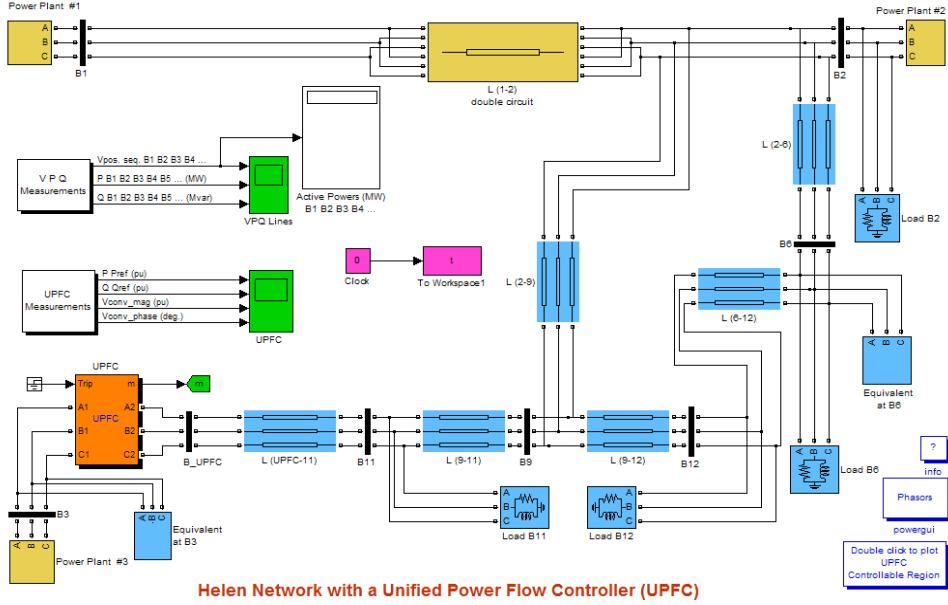 Power Plant #1
A
B
C
B1
L (1-2)
double circuit
Power Plant #2
A
B
C
B2
V P Q
Measurements
Vpos. seq. B1 B2 B3 B4 ...
P B1 B2 B3 B4 B5 ... (MW)
Q B1 B2 B3 B4 B5 ... (Mvar)
VPQ Lines
Active Powers (MW)
B1 B2 B3 B4 ...
L (2-6)
A B C
Load B2
B6
UPFC
Measurements
P Pref (pu)
Q Qref (pu)
Vconv_mag (pu)
Vconv_phase (deg.)
UPFC
0
Clock
t
To Workspace1
L (2-9)
L (6-12)
A B C
Equivalent
at B6
UPFC
Trip
m
m
A1
A2
UPFC
B1
B2
C1
C2
B_UPFC
L (UPFC-11)
B11
L (9-11)
B9
L (9-12)
B12
A B C
Load B6
?
info
Phasors
powergui
Double click to plot
UPFC
Controllable Region
A
B
C
Load B11
A
B
C
Load B12
B3
A B C
Power Plant #3
A B C
Equivalent
at B3
Helen Network with a Unified Power Flow Controller (UPFC)